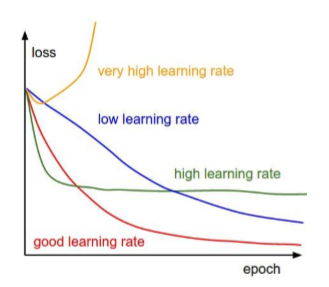 loss
very high learning rate
low learning rate
high learning rate
good learning rate
epoch